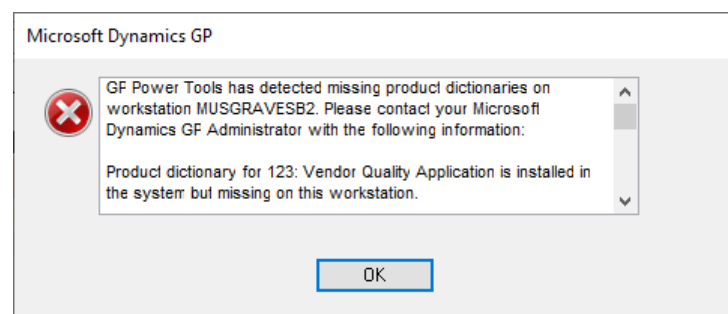 Microsoft Dynamics GP
GP Power Tools has detected missing product dictionaries on
workstation MUSGRAVESB2. Please contact your Microsoft
Dynamics GP Administrator with the following information:
Product dictionary for 123: Vendor Quality Application is installed in
the system but missing on this workstation.
OK